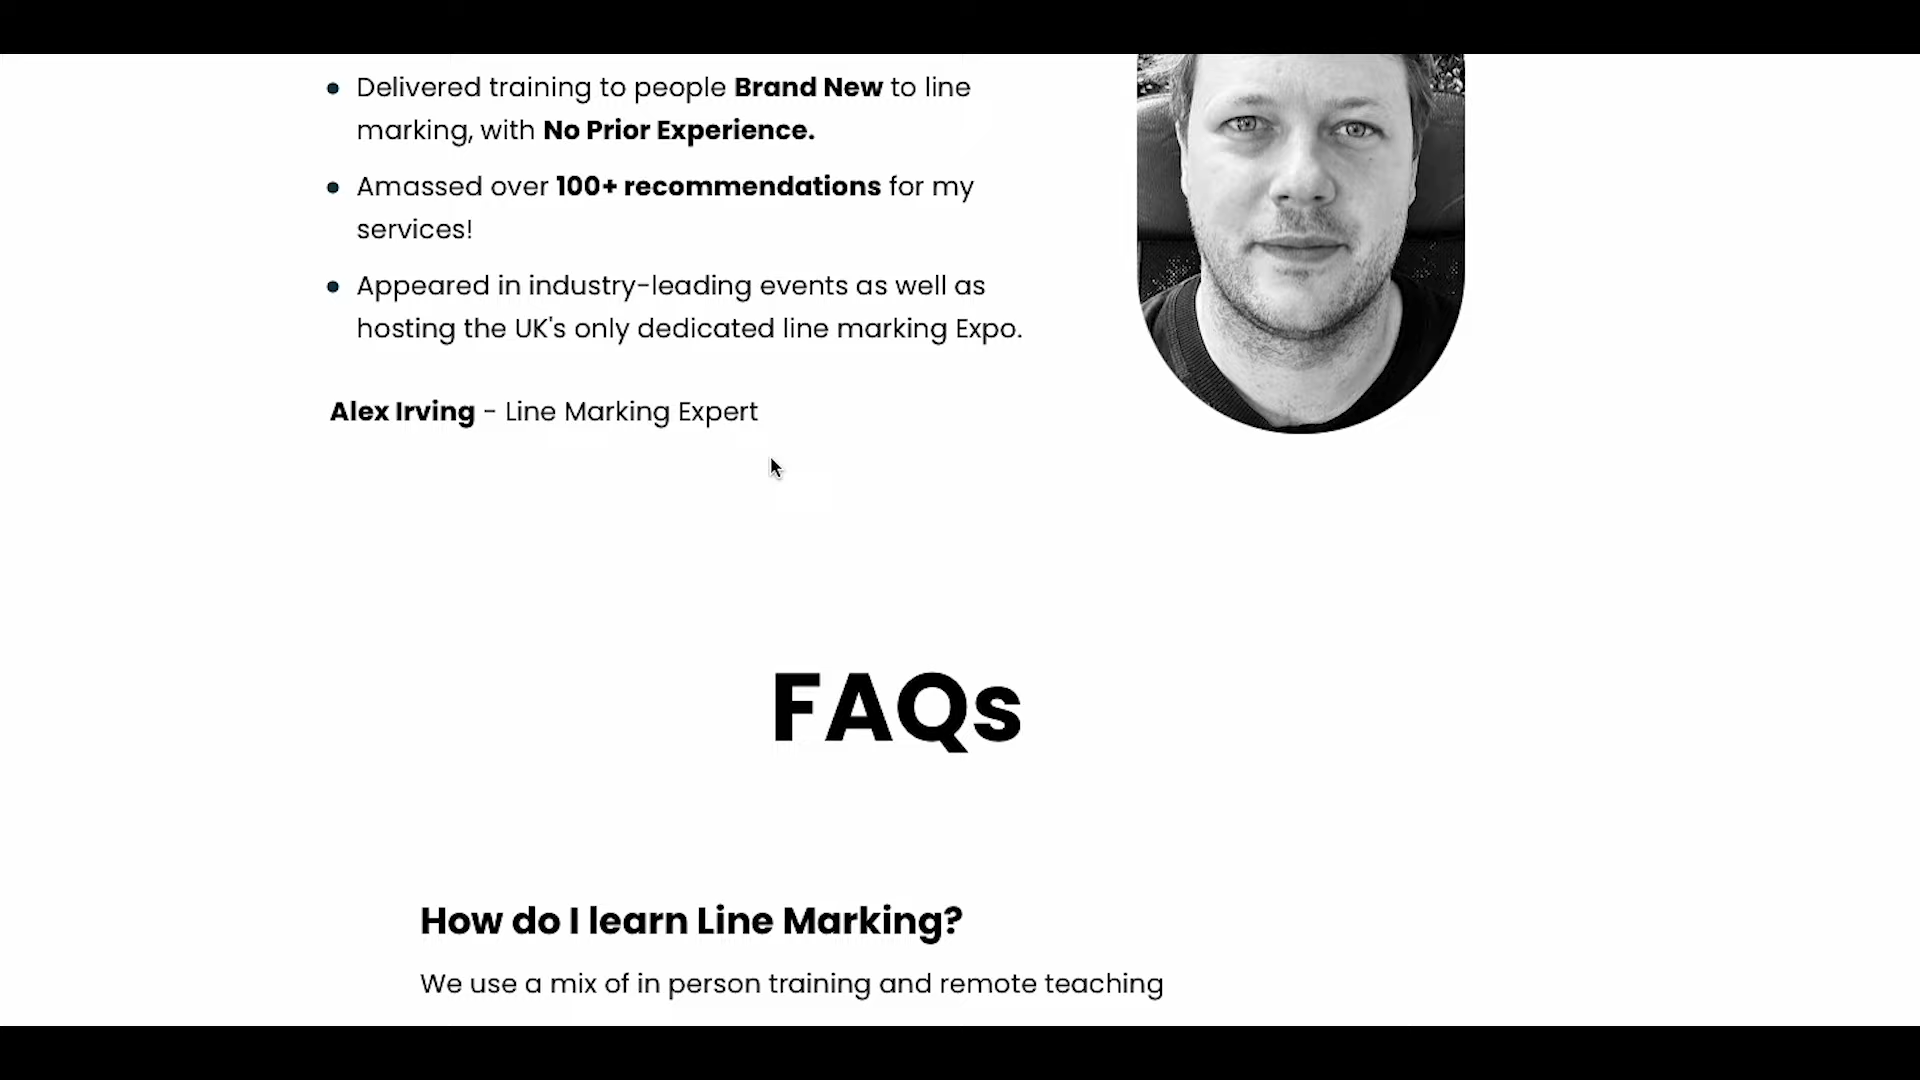 Delivered training to people Brand New to line
marking, with No Prior Experience.
Amassed over 100+ recommendations for my
services!
Appeared in industry-leading events as well as
hosting the UK's only dedicated line marking Expo.
Alex Irving - Line Marking Expert
FAQs
How do I learn Line Marking?
We use a mix of in person training and remote teaching